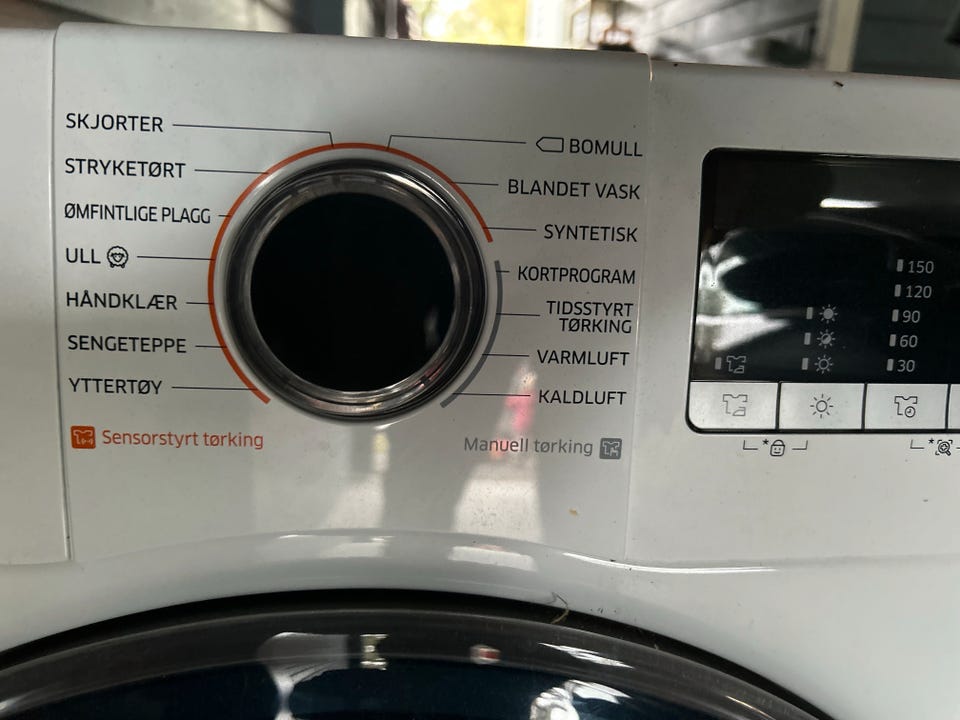 SKJORTER
STRYKETØRT
ØMFINTLIGE PLAGG
ULL
HÅNDKLÆR
SENGETEPPE
YTTERTØY
Sensorstyrt tørking
BOMULL
BLANDET VASK
SYNTETISK
KORTPROGRAM
TIDSSTYRT
TØRKING
VARMLUFT
KALDLUFT
Manuell tørking
150
120
90
60
30
*
*